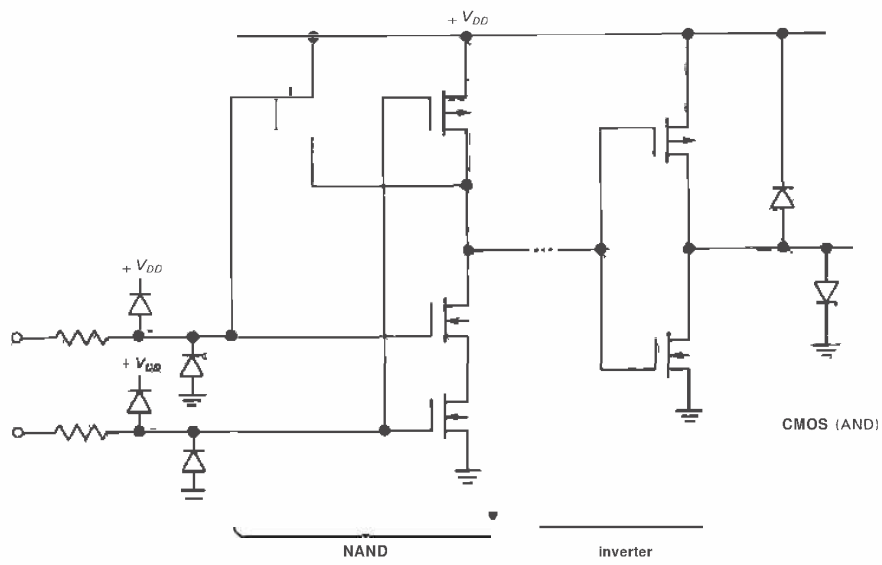 + V_DD
+ V_DD
+ V_DD
CMOS (AND)
NAND
inverter